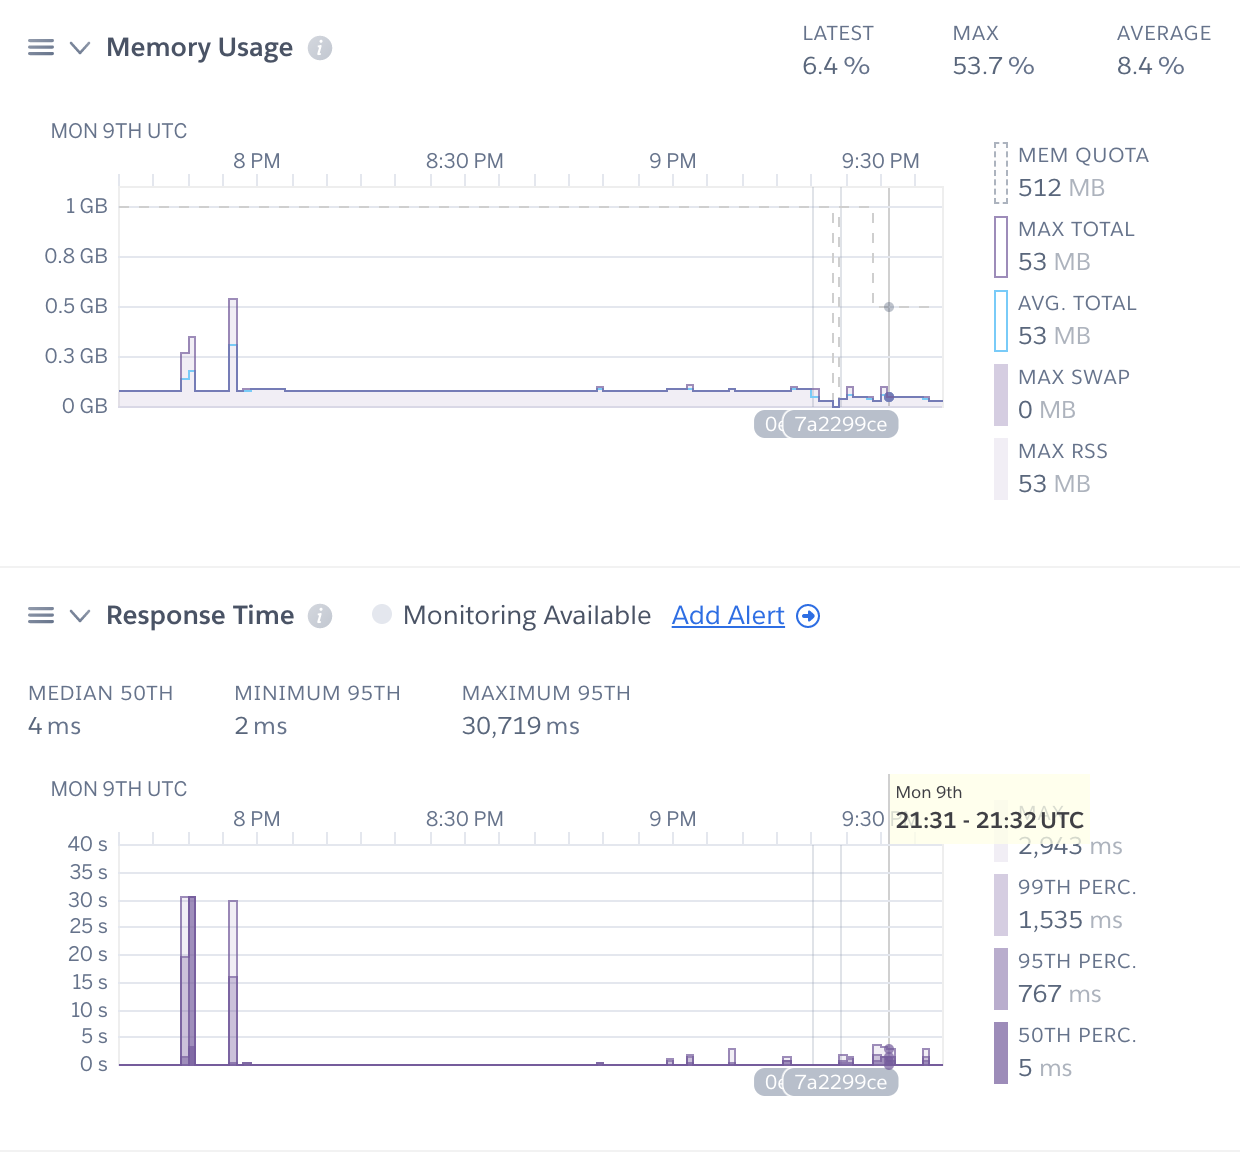 Memory Usage
LATEST
6.4 %
MAX
53.7 %
AVERAGE
8.4 %
MON 9TH UTC
8 PM
8:30 PM
9 PM
9:30 PM
1 GB
0.8 GB
0.5 GB
0.3 GB
0 GB
7a2299ce
MEM QUOTA
512 MB
MAX TOTAL
53 MB
AVG. TOTAL
53 MB
MAX SWAP
0 MB
MAX RSS
53 MB
Response Time
Monitoring Available
Add Alert
MEDIAN 50TH
4 ms
MINIMUM 95TH
2 ms
MAXIMUM 95TH
30,719 ms
MON 9TH UTC
8 PM
8:30 PM
9 PM
9:30
Mon 9th
21:31 - 21:32 UTC
40 s
35 s
30 s
25 s
20 s
15 s
10 s
5 s
0 s
7a2299ce
MAX
2,943 ms
99TH PERC.
1,535 ms
95TH PERC.
767 ms
50TH PERC.
5 ms